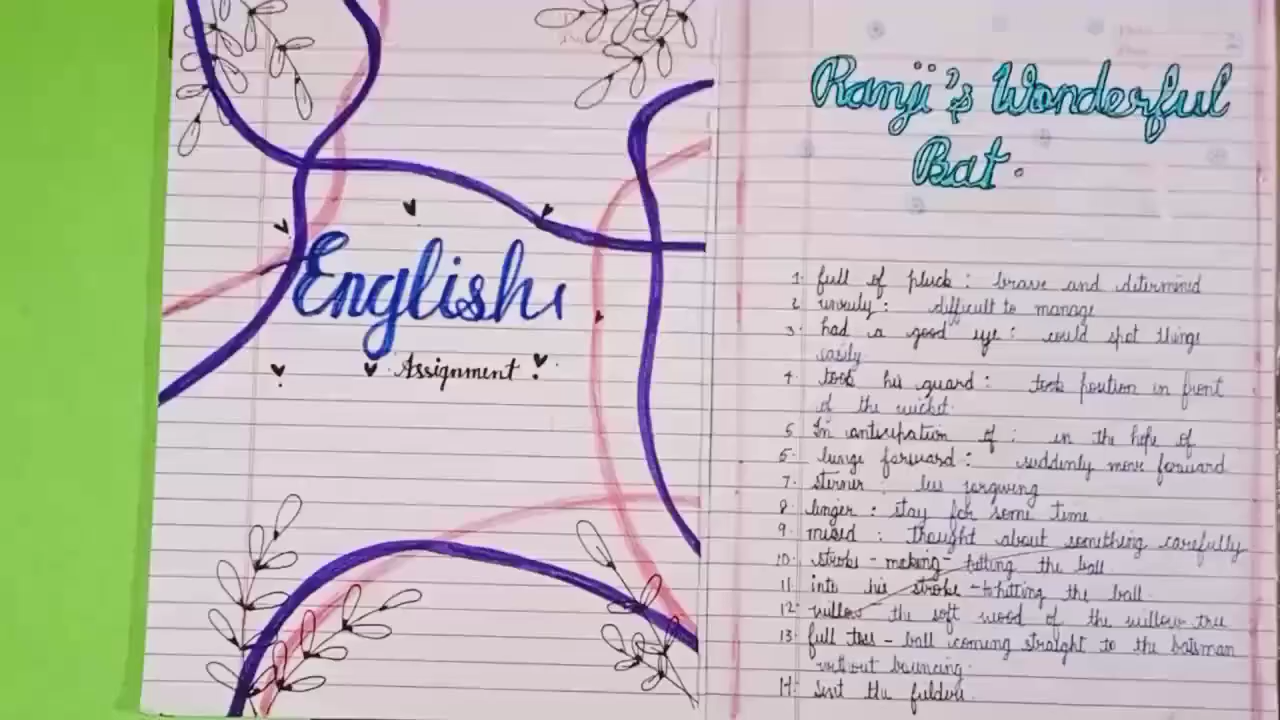 English
Assignment
Ranji's Wonderful
Bat.
1. full of pluck : brave and determined
2. unruly : difficult to manage
3. had a good eye : could spot things
easily
4. took his guard : took position in front
of the wicket.
5. In anticipation of : in the hope of
6. lunge forward : suddenly move forward
7. sterner : less forgiving
8. linger : stay for some time
9. mused : thought about something carefully
10. stroke-making - hitting the ball
11. into his stroke - hitting the ball
12. willow the soft wood of the willow tree
13. full toss - ball coming straight to the batsman
without bouncing.
14. sent the